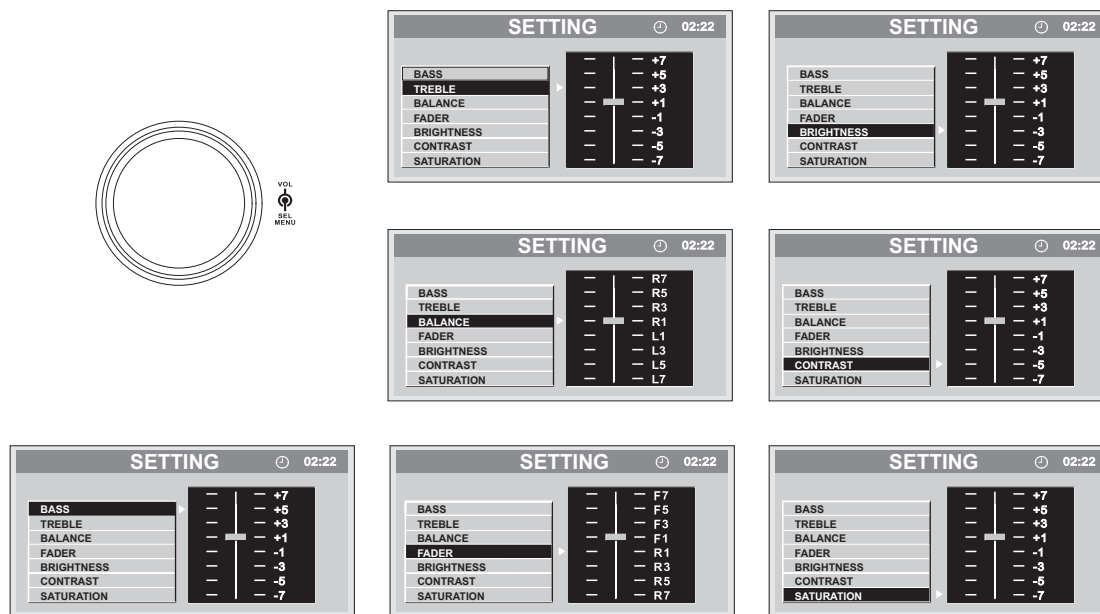 SETTING 02:22
BASS
TREBLE
BALANCE
FADER
BRIGHTNESS
CONTRAST
SATURATION
+7
+5
+3
+1
-1
-3
-5
-7
SETTING 02:22
BASS
TREBLE
BALANCE
FADER
BRIGHTNESS
CONTRAST
SATURATION
+7
+5
+3
+1
-1
-3
-5
-7
VOL
SEL
MENU
SETTING 02:22
BASS
TREBLE
BALANCE
FADER
BRIGHTNESS
CONTRAST
SATURATION
R7
R5
R3
R1
L1
L3
L5
L7
SETTING 02:22
BASS
TREBLE
BALANCE
FADER
BRIGHTNESS
CONTRAST
SATURATION
+7
+5
+3
+1
-1
-3
-5
-7
SETTING 02:22
BASS
TREBLE
BALANCE
FADER
BRIGHTNESS
CONTRAST
SATURATION
+7
+5
+3
+1
-1
-3
-5
-7
SETTING 02:22
BASS
TREBLE
BALANCE
FADER
BRIGHTNESS
CONTRAST
SATURATION
F7
F5
F3
F1
R1
R3
R5
R7
SETTING 02:22
BASS
TREBLE
BALANCE
FADER
BRIGHTNESS
CONTRAST
SATURATION
+7
+5
+3
+1
-1
-3
-5
-7